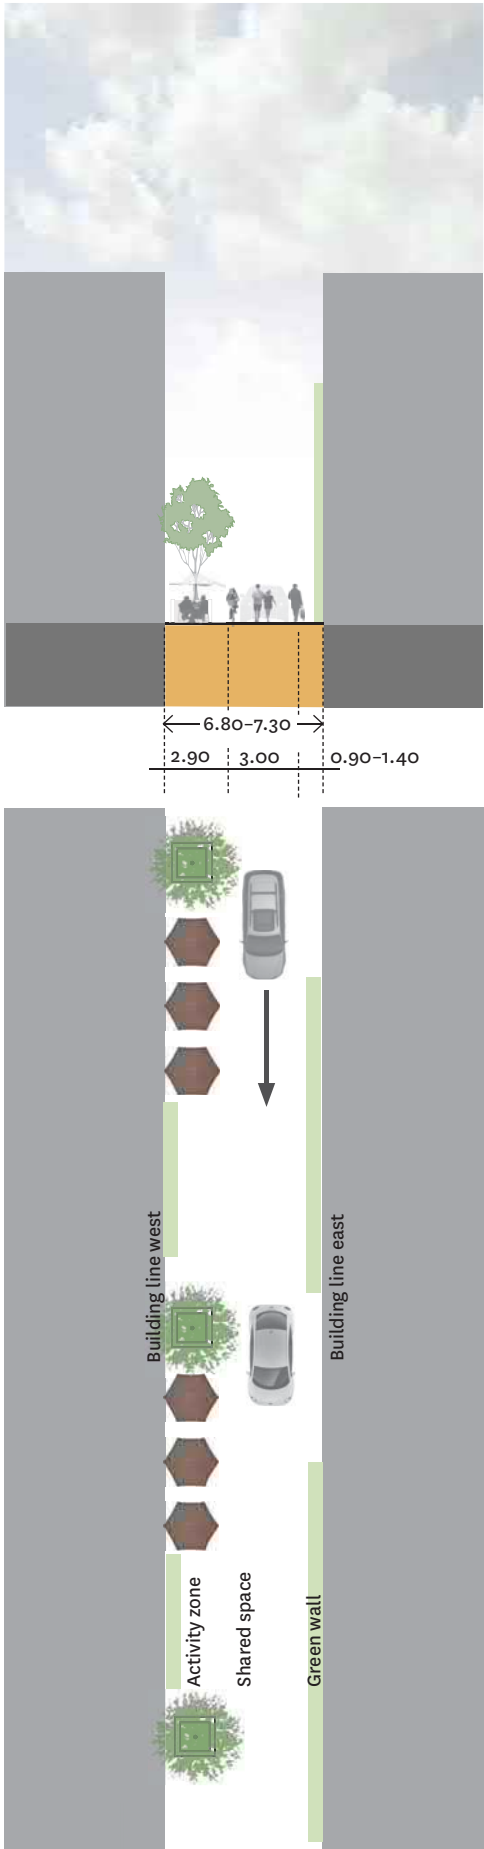 6.80–7.30
2.90 3.00 0.90–1.40
Building line west
Building line east
Activity zone
Shared space
Green wall